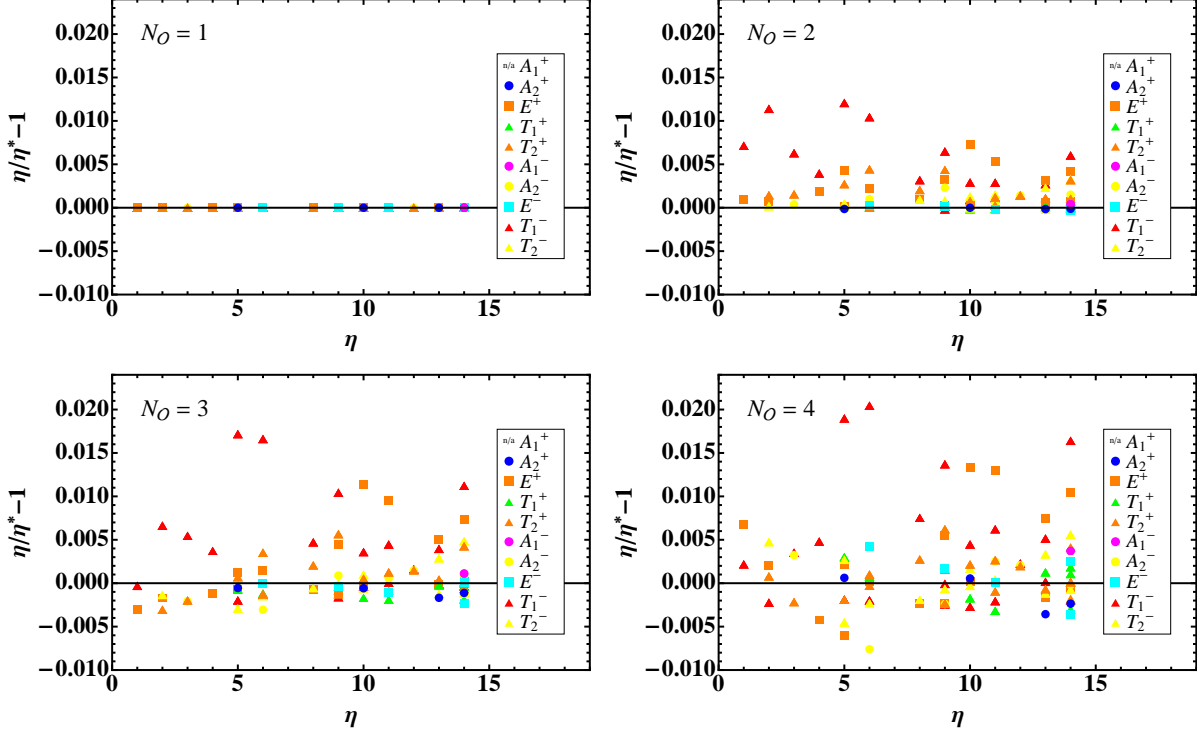 N_O = 1
η/η*−1
0.020
0.015
0.010
0.005
0.000
−0.005
−0.010
0 5 10 15
η
n/a A₁⁺
A₂⁺
E⁺
T₁⁺
T₂⁺
A₁⁻
A₂⁻
E⁻
T₁⁻
T₂⁻
N_O = 2
η/η*−1
0.020
0.015
0.010
0.005
0.000
−0.005
−0.010
0 5 10 15
η
n/a A₁⁺
A₂⁺
E⁺
T₁⁺
T₂⁺
A₁⁻
A₂⁻
E⁻
T₁⁻
T₂⁻
N_O = 3
η/η*−1
0.020
0.015
0.010
0.005
0.000
−0.005
−0.010
0 5 10 15
η
n/a A₁⁺
A₂⁺
E⁺
T₁⁺
T₂⁺
A₁⁻
A₂⁻
E⁻
T₁⁻
T₂⁻
N_O = 4
η/η*−1
0.020
0.015
0.010
0.005
0.000
−0.005
−0.010
0 5 10 15
η
n/a A₁⁺
A₂⁺
E⁺
T₁⁺
T₂⁺
A₁⁻
A₂⁻
E⁻
T₁⁻
T₂⁻